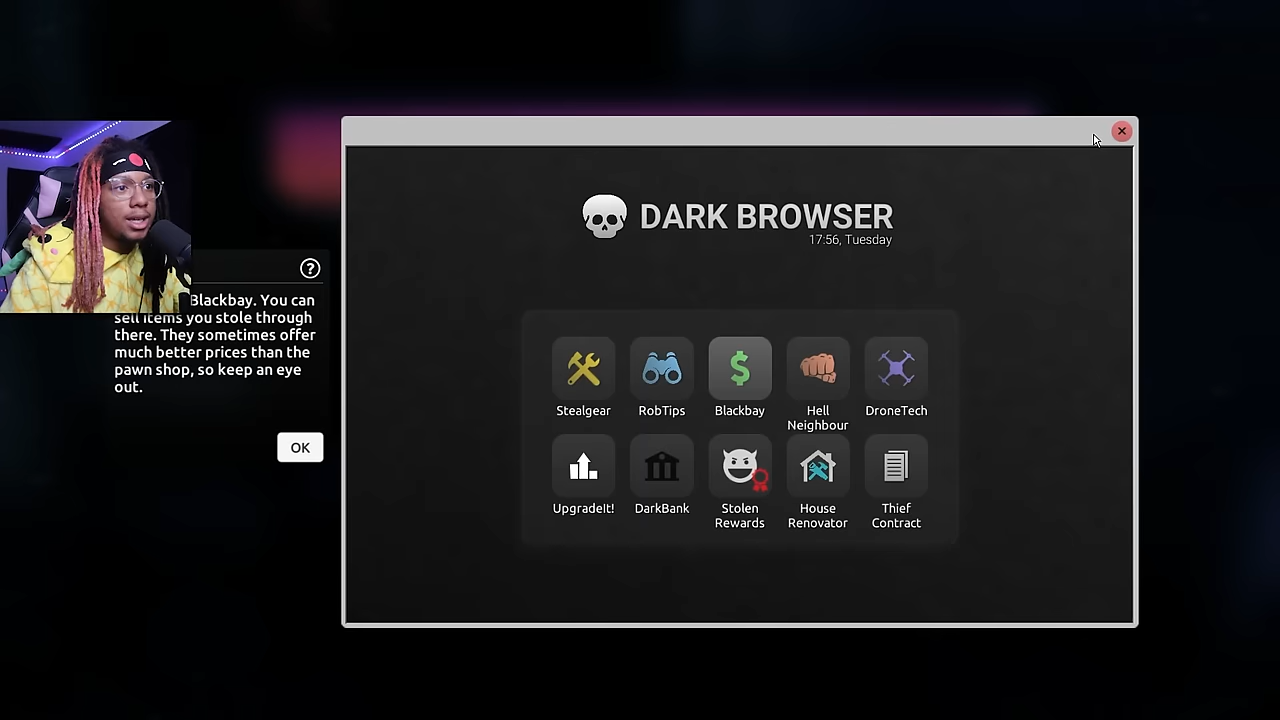 DARK BROWSER
17:56, Tuesday
?
Blackbay. You can
sell items you stole through
there. They sometimes offer
much better prices than the
pawn shop, so keep an eye
out.
OK
Stealgear
RobTips
Blackbay
Hell
Neighbour
DroneTech
UpgradeIt!
DarkBank
Stolen
Rewards
House
Renovator
Thief
Contract